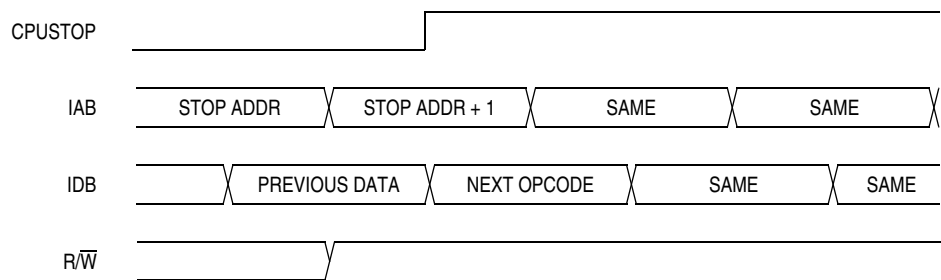 CPUSTOP
IAB STOP ADDR STOP ADDR + 1 SAME SAME
IDB PREVIOUS DATA NEXT OPCODE SAME SAME
R/W̅